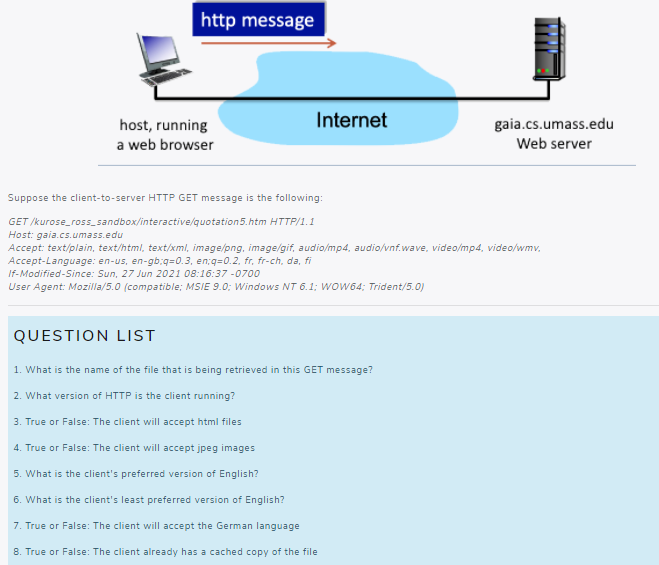 http message
Internet
host, running
a web browser
gaia.cs.umass.edu
Web server
Suppose the client-to-server HTTP GET message is the following:
GET /kurose_ross_sandbox/interactive/quotation5.htm HTTP/1.1
Host: gaia.cs.umass.edu
Accept: text/plain, text/html, text/xml, image/png, image/gif, audio/mp4, audio/vnf.wave, video/mp4, video/wmv,
Accept-Language: en-us, en-gb;q=0.3, en;q=0.2, fr, fr-ch, da, fi
If-Modified-Since: Sun, 27 Jun 2021 08:16:37 -0700
User Agent: Mozilla/5.0 (compatible; MSIE 9.0; Windows NT 6.1; WOW64; Trident/5.0)
QUESTION LIST
1. What is the name of the file that is being retrieved in this GET message?
2. What version of HTTP is the client running?
3. True or False: The client will accept html files
4. True or False: The client will accept jpeg images
5. What is the client's preferred version of English?
6. What is the client's least preferred version of English?
7. True or False: The client will accept the German language
8. True or False: The client already has a cached copy of the file